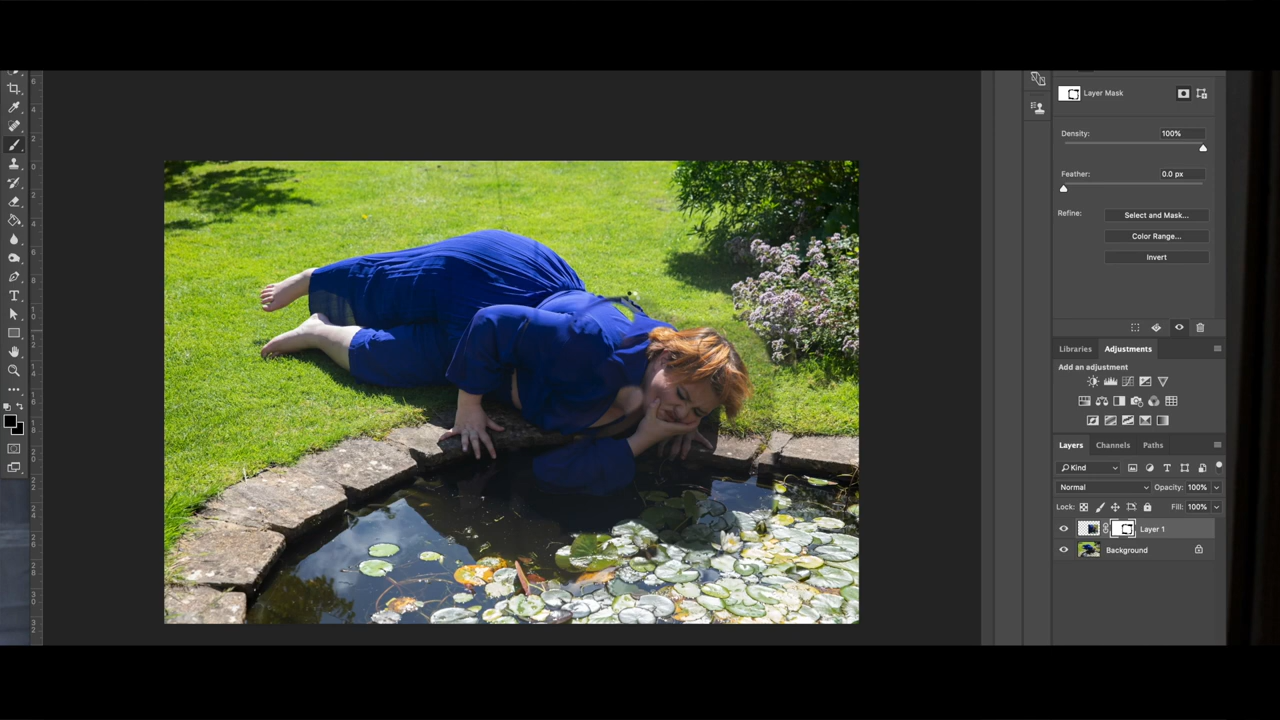 Layer Mask
Density: 100%
Feather: 0.0 px
Refine: Select and Mask...
Color Range...
Invert
Libraries Adjustments
Add an adjustment
Layers Channels Paths
Kind
Normal Opacity: 100%
Lock: Fill: 100%
Layer 1
Background